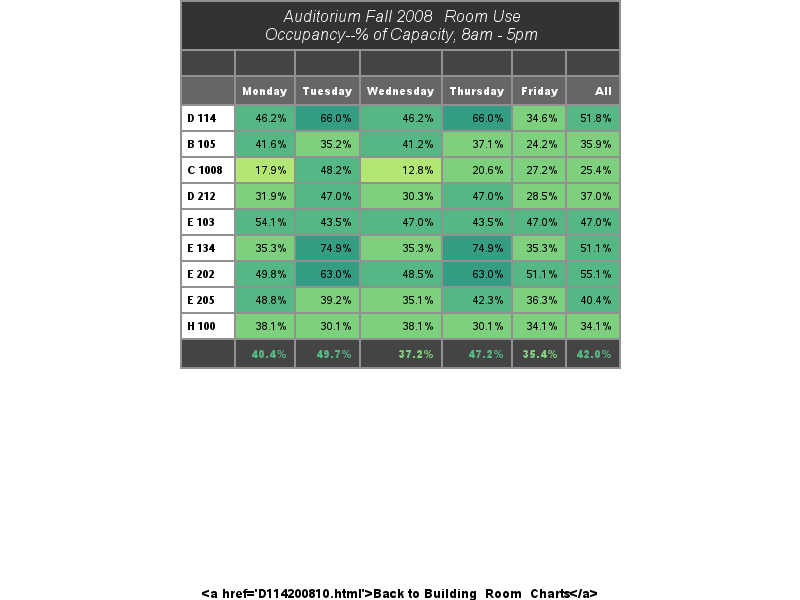 Auditorium Fall 2008 Room Use
Occupancy--% of Capacity, 8am - 5pm
Monday Tuesday Wednesday Thursday Friday All
D 114 46.2% 66.0% 46.2% 66.0% 34.6% 51.8%
B 105 41.6% 35.2% 41.2% 37.1% 24.2% 35.9%
C 1008 17.9% 48.2% 12.8% 20.6% 27.2% 25.4%
D 212 31.9% 47.0% 30.3% 47.0% 28.5% 37.0%
E 103 54.1% 43.5% 47.0% 43.5% 47.0% 47.0%
E 134 35.3% 74.9% 35.3% 74.9% 35.3% 51.1%
E 202 49.8% 63.0% 48.5% 63.0% 51.1% 55.1%
E 205 48.8% 39.2% 35.1% 42.3% 36.3% 40.4%
H 100 38.1% 30.1% 38.1% 30.1% 34.1% 34.1%
40.4% 49.7% 37.2% 47.2% 35.4% 42.0%
<a href='D114200810.html'>Back to Building Room Charts</a>